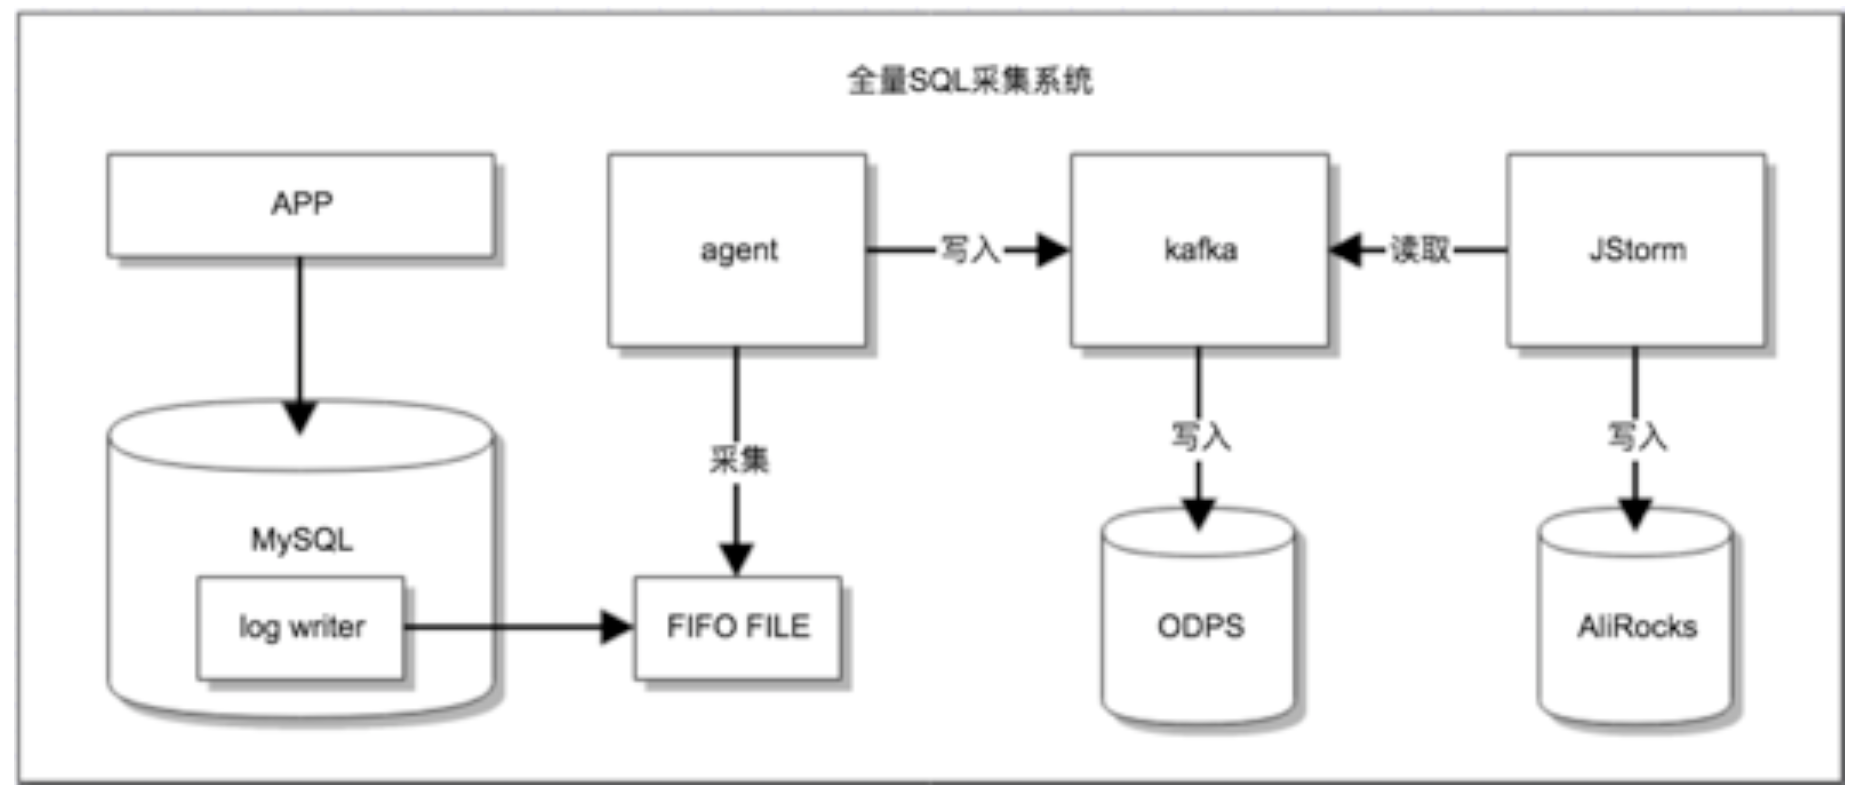 全量SQL采集系统
APP
agent
写入
kafka
读取
JStorm
采集
写入
写入
MySQL
log writer
FIFO FILE
ODPS
AliRocks